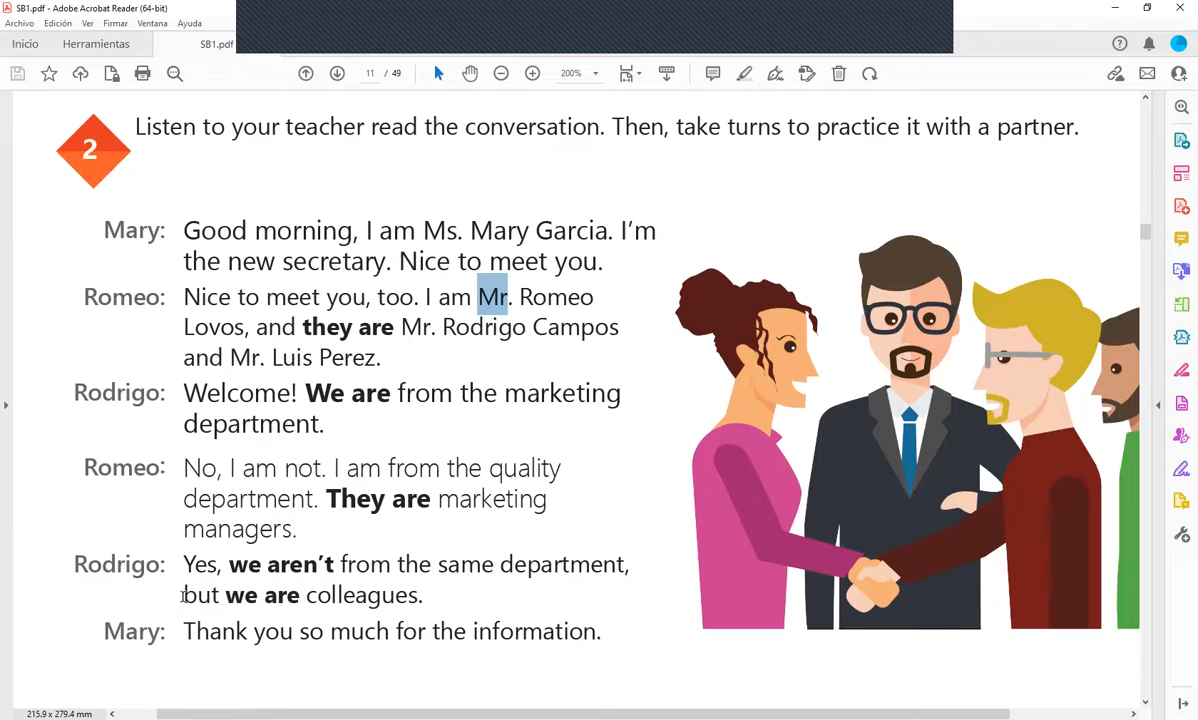 SB1.pdf - Adobe Acrobat Reader (64-bit)
Archivo Edición Ver Firmar Ventana Ayuda
Inicio Herramientas SB1.pdf
11 / 49 200%
2 Listen to your teacher read the conversation. Then, take turns to practice it with a partner.
Mary: Good morning, I am Ms. Mary Garcia. I'm
the new secretary. Nice to meet you.
Romeo: Nice to meet you, too. I am Mr. Romeo
Lovos, and they are Mr. Rodrigo Campos
and Mr. Luis Perez.
Rodrigo: Welcome! We are from the marketing
department.
Romeo: No, I am not. I am from the quality
department. They are marketing
managers.
Rodrigo: Yes, we aren't from the same department,
but we are colleagues.
Mary: Thank you so much for the information.
215.9 x 279.4 mm